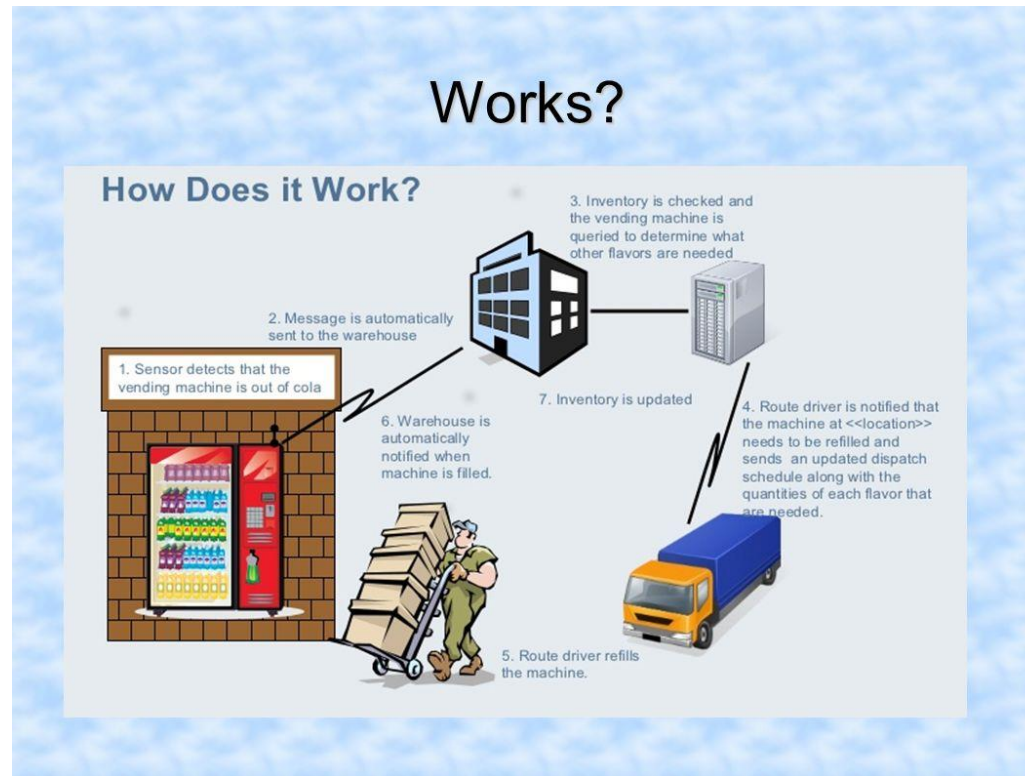 Works?
How Does it Work?
1. Sensor detects that the
vending machine is out of cola
2. Message is automatically
sent to the warehouse
3. Inventory is checked and
the vending machine is
queried to determine what
other flavors are needed
4. Route driver is notified that
the machine at <<location>>
needs to be refilled and
sends an updated dispatch
schedule along with the
quantities of each flavor that
are needed.
5. Route driver refills
the machine.
6. Warehouse is
automatically
notified when
machine is filled.
7. Inventory is updated